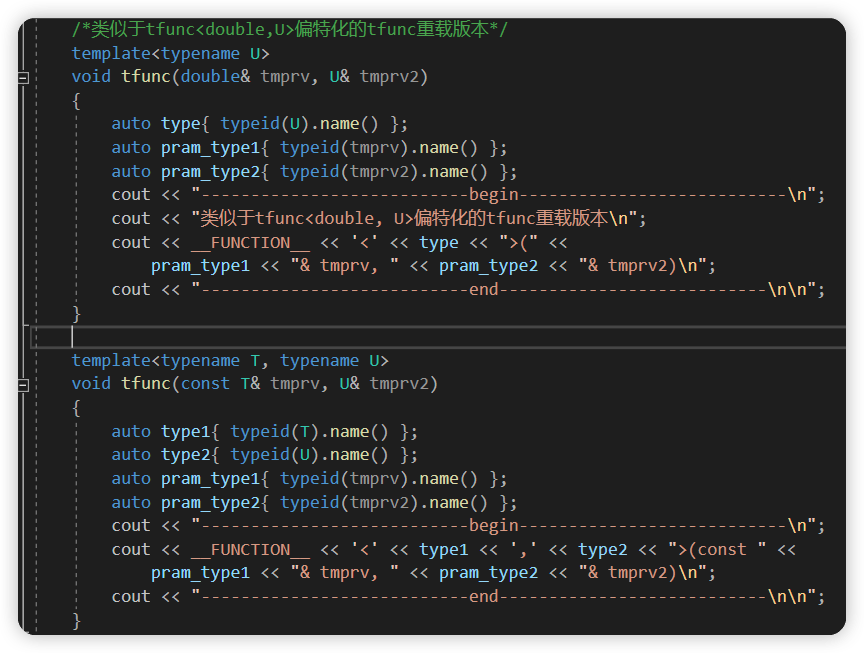 /*类似于tfunc<double,U>偏特化的tfunc重载版本*/
template<typename U>
void tfunc(double& tmprv, U& tmprv2)
{
    auto type{ typeid(U).name() };
    auto pram_type1{ typeid(tmprv).name() };
    auto pram_type2{ typeid(tmprv2).name() };
    cout << "---------------------------begin---------------------------\n";
    cout << "类似于tfunc<double, U>偏特化的tfunc重载版本\n";
    cout << __FUNCTION__ << '<' << type << ">(" <<
        pram_type1 << "& tmprv, " << pram_type2 << "& tmprv2)\n";
    cout << "---------------------------end---------------------------\n\n";
}
template<typename T, typename U>
void tfunc(const T& tmprv, U& tmprv2)
{
    auto type1{ typeid(T).name() };
    auto type2{ typeid(U).name() };
    auto pram_type1{ typeid(tmprv).name() };
    auto pram_type2{ typeid(tmprv2).name() };
    cout << "---------------------------begin---------------------------\n";
    cout << __FUNCTION__ << '<' << type1 << ',' << type2 << ">(const " <<
        pram_type1 << "& tmprv, " << pram_type2 << "& tmprv2)\n";
    cout << "---------------------------end---------------------------\n\n";
}